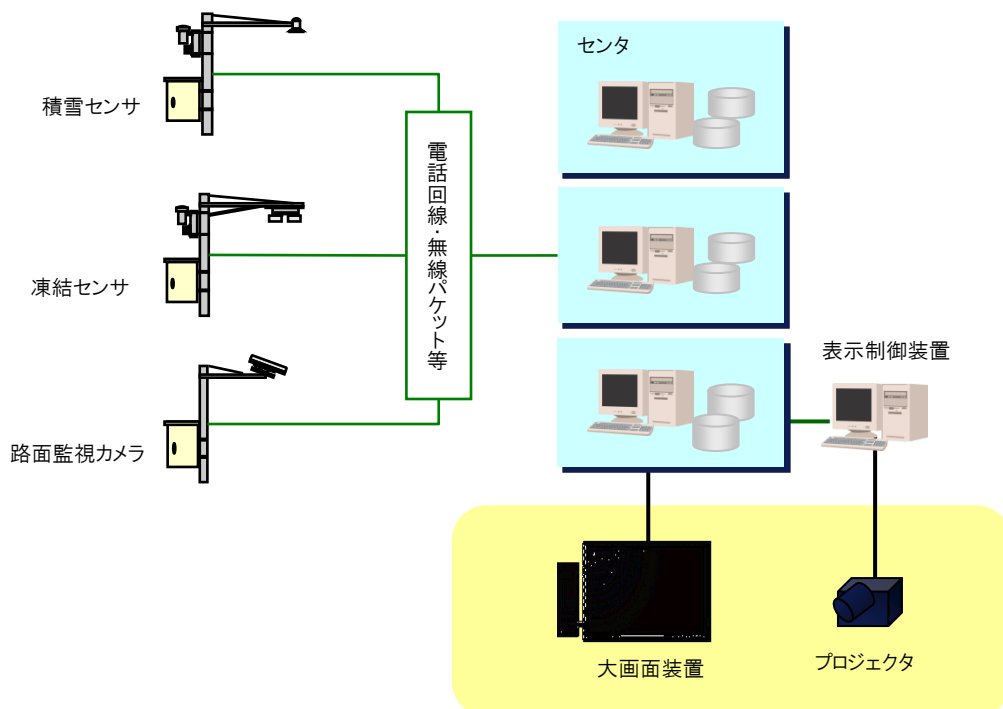 センタ
積雪センサ
電話回線・無線パケット等
凍結センサ
表示制御装置
路面監視カメラ
大画面装置
プロジェクタ